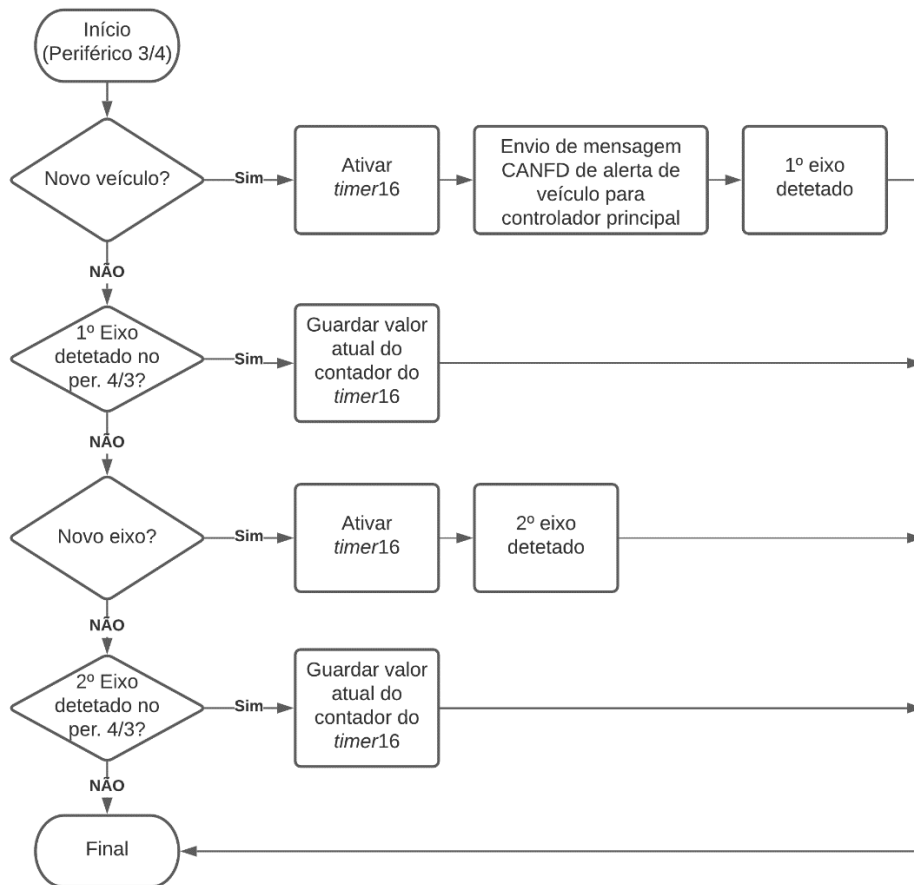 Início
(Periférico 3/4)
Novo veículo?
Sim
Ativar
timer16
Envio de mensagem
CANFD de alerta de
veículo para
controlador principal
1º eixo
detetado
NÃO
1º Eixo
detetado no
per. 4/3?
Sim
Guardar valor
atual do
contador do
timer16
NÃO
Novo eixo?
Sim
Ativar
timer16
2º eixo
detetado
NÃO
2º Eixo
detetado no
per. 4/3?
Sim
Guardar valor
atual do
contador do
timer16
NÃO
Final